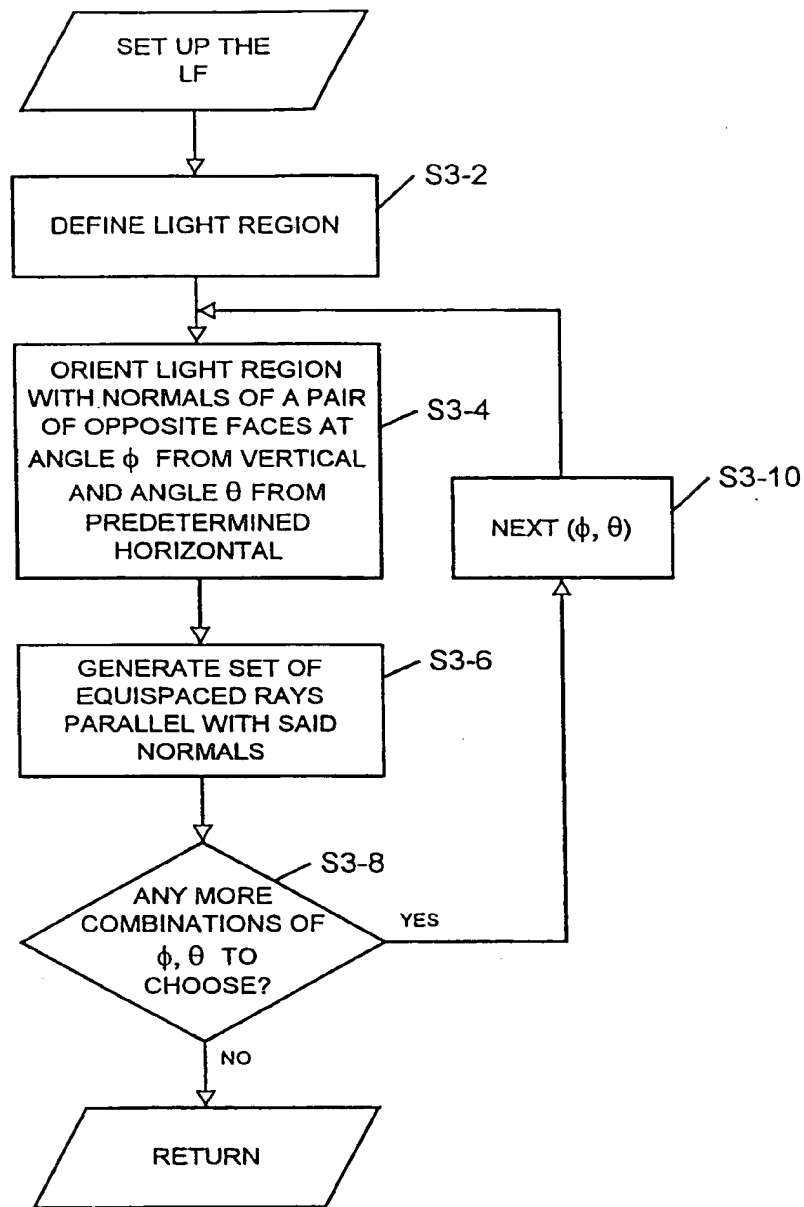 SET UP THE
LF
S3-2
DEFINE LIGHT REGION
ORIENT LIGHT REGION
WITH NORMALS OF A PAIR
OF OPPOSITE FACES AT
ANGLE ϕ FROM VERTICAL
AND ANGLE θ FROM
PREDETERMINED
HORIZONTAL
S3-4
S3-10
NEXT (ϕ, θ)
GENERATE SET OF
EQUISPACED RAYS
PARALLEL WITH SAID
NORMALS
S3-6
S3-8
ANY MORE
COMBINATIONS OF
ϕ, θ TO
CHOOSE?
YES
NO
RETURN